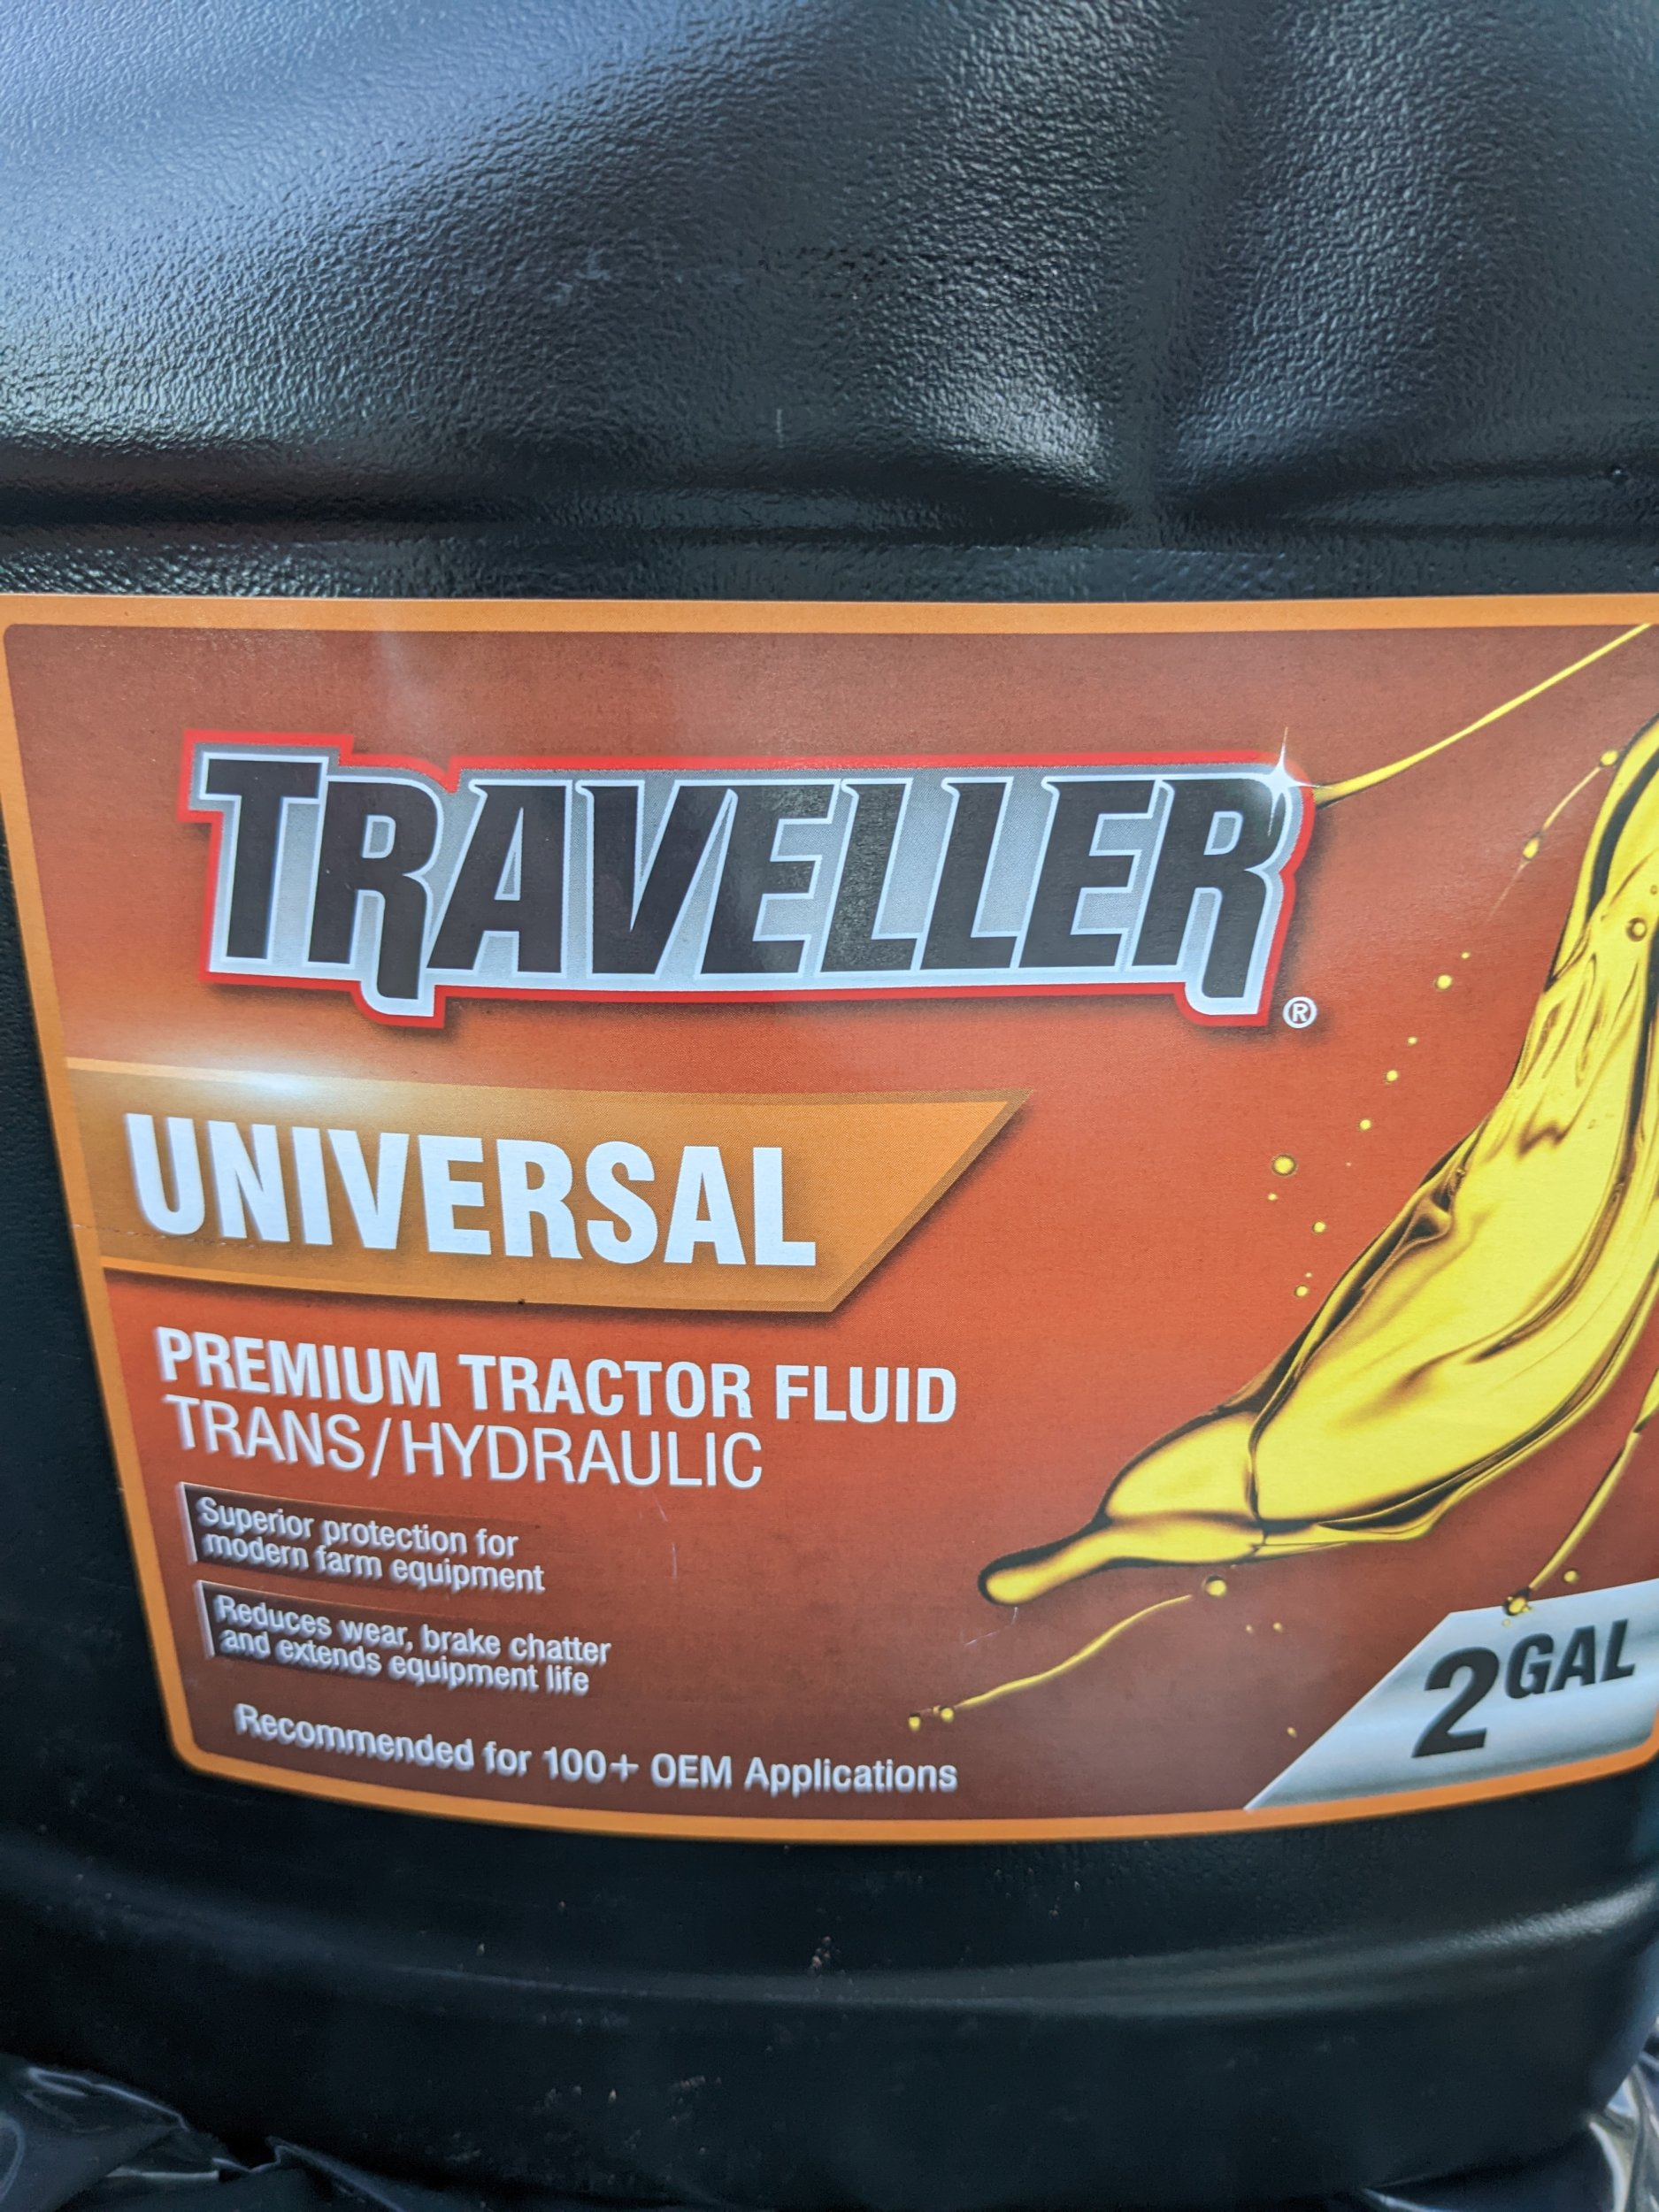 TRAVELLER®
UNIVERSAL
PREMIUM TRACTOR FLUID
TRANS/HYDRAULIC
Superior protection for
modern farm equipment
Reduces wear, brake chatter
and extends equipment life
Recommended for 100+ OEM Applications
2 GAL